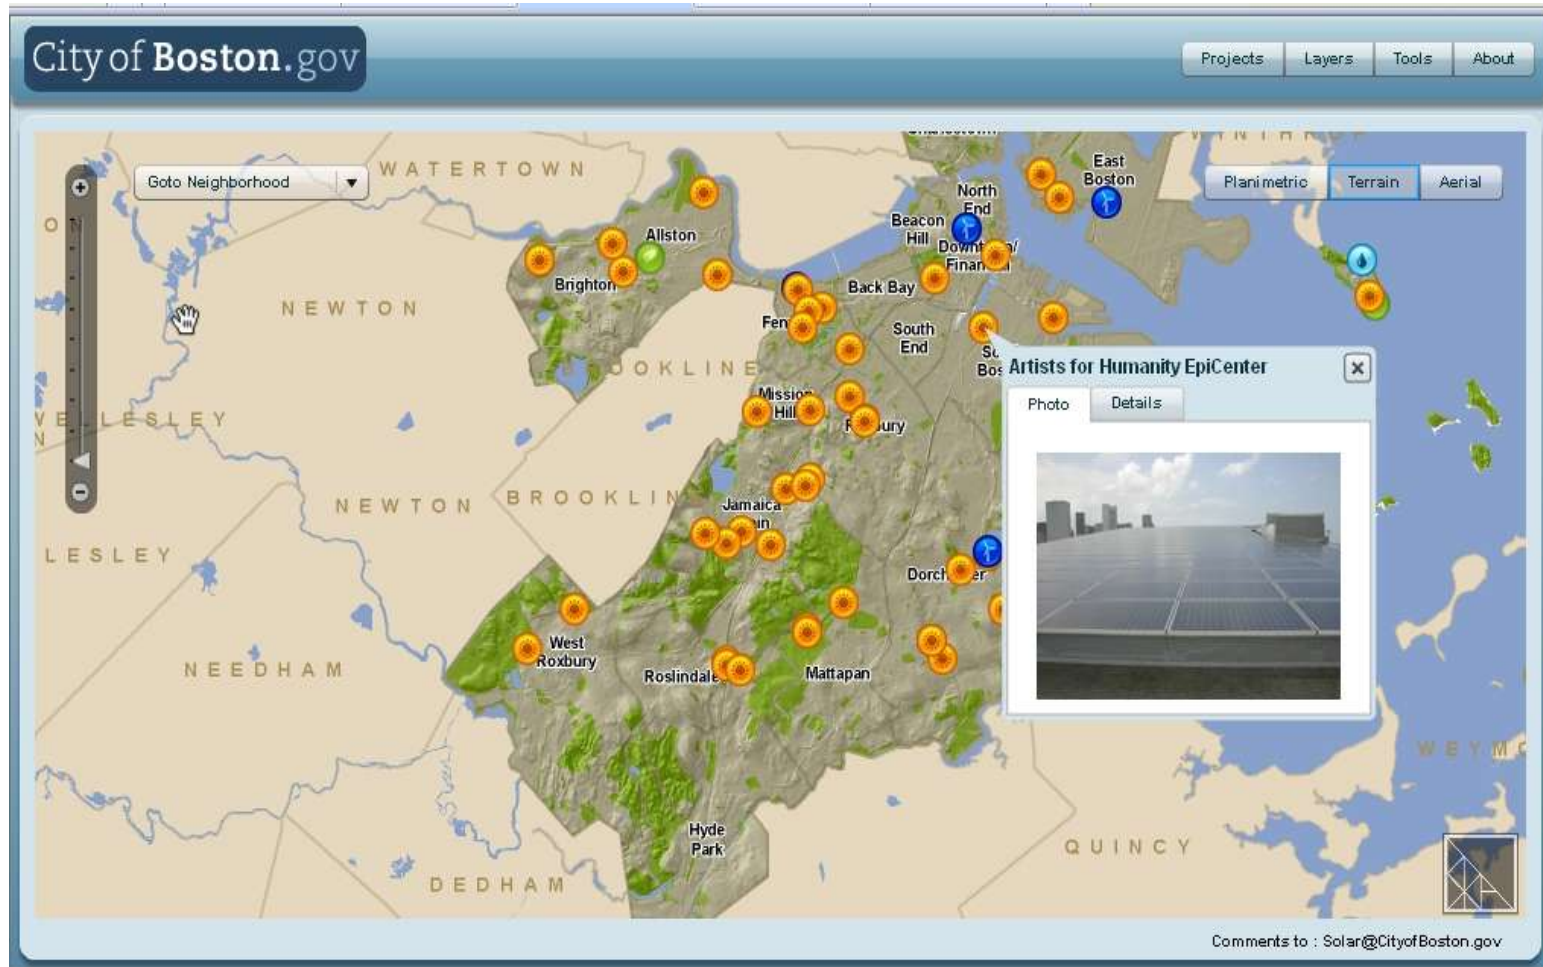 City of Boston.gov
Projects
Layers
Tools
About
Goto Neighborhood
Planimetric
Terrain
Aerial
WATERTOWN
East
Boston
North
End
Beacon
Hill
Allston
Brighton
Back Bay
NEWTON
South
End
BROOKLINE
Mission
Hill
Artists for Humanity EpiCenter
Photo
Details
NEWTON
Jamaica
NEEDHAM
West
Roxbury
Roslindale
Mattapan
Hyde
Park
QUINCY
DEDHAM
Comments to : Solar@CityofBoston.gov